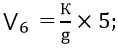 V₆ = К/g × 5;